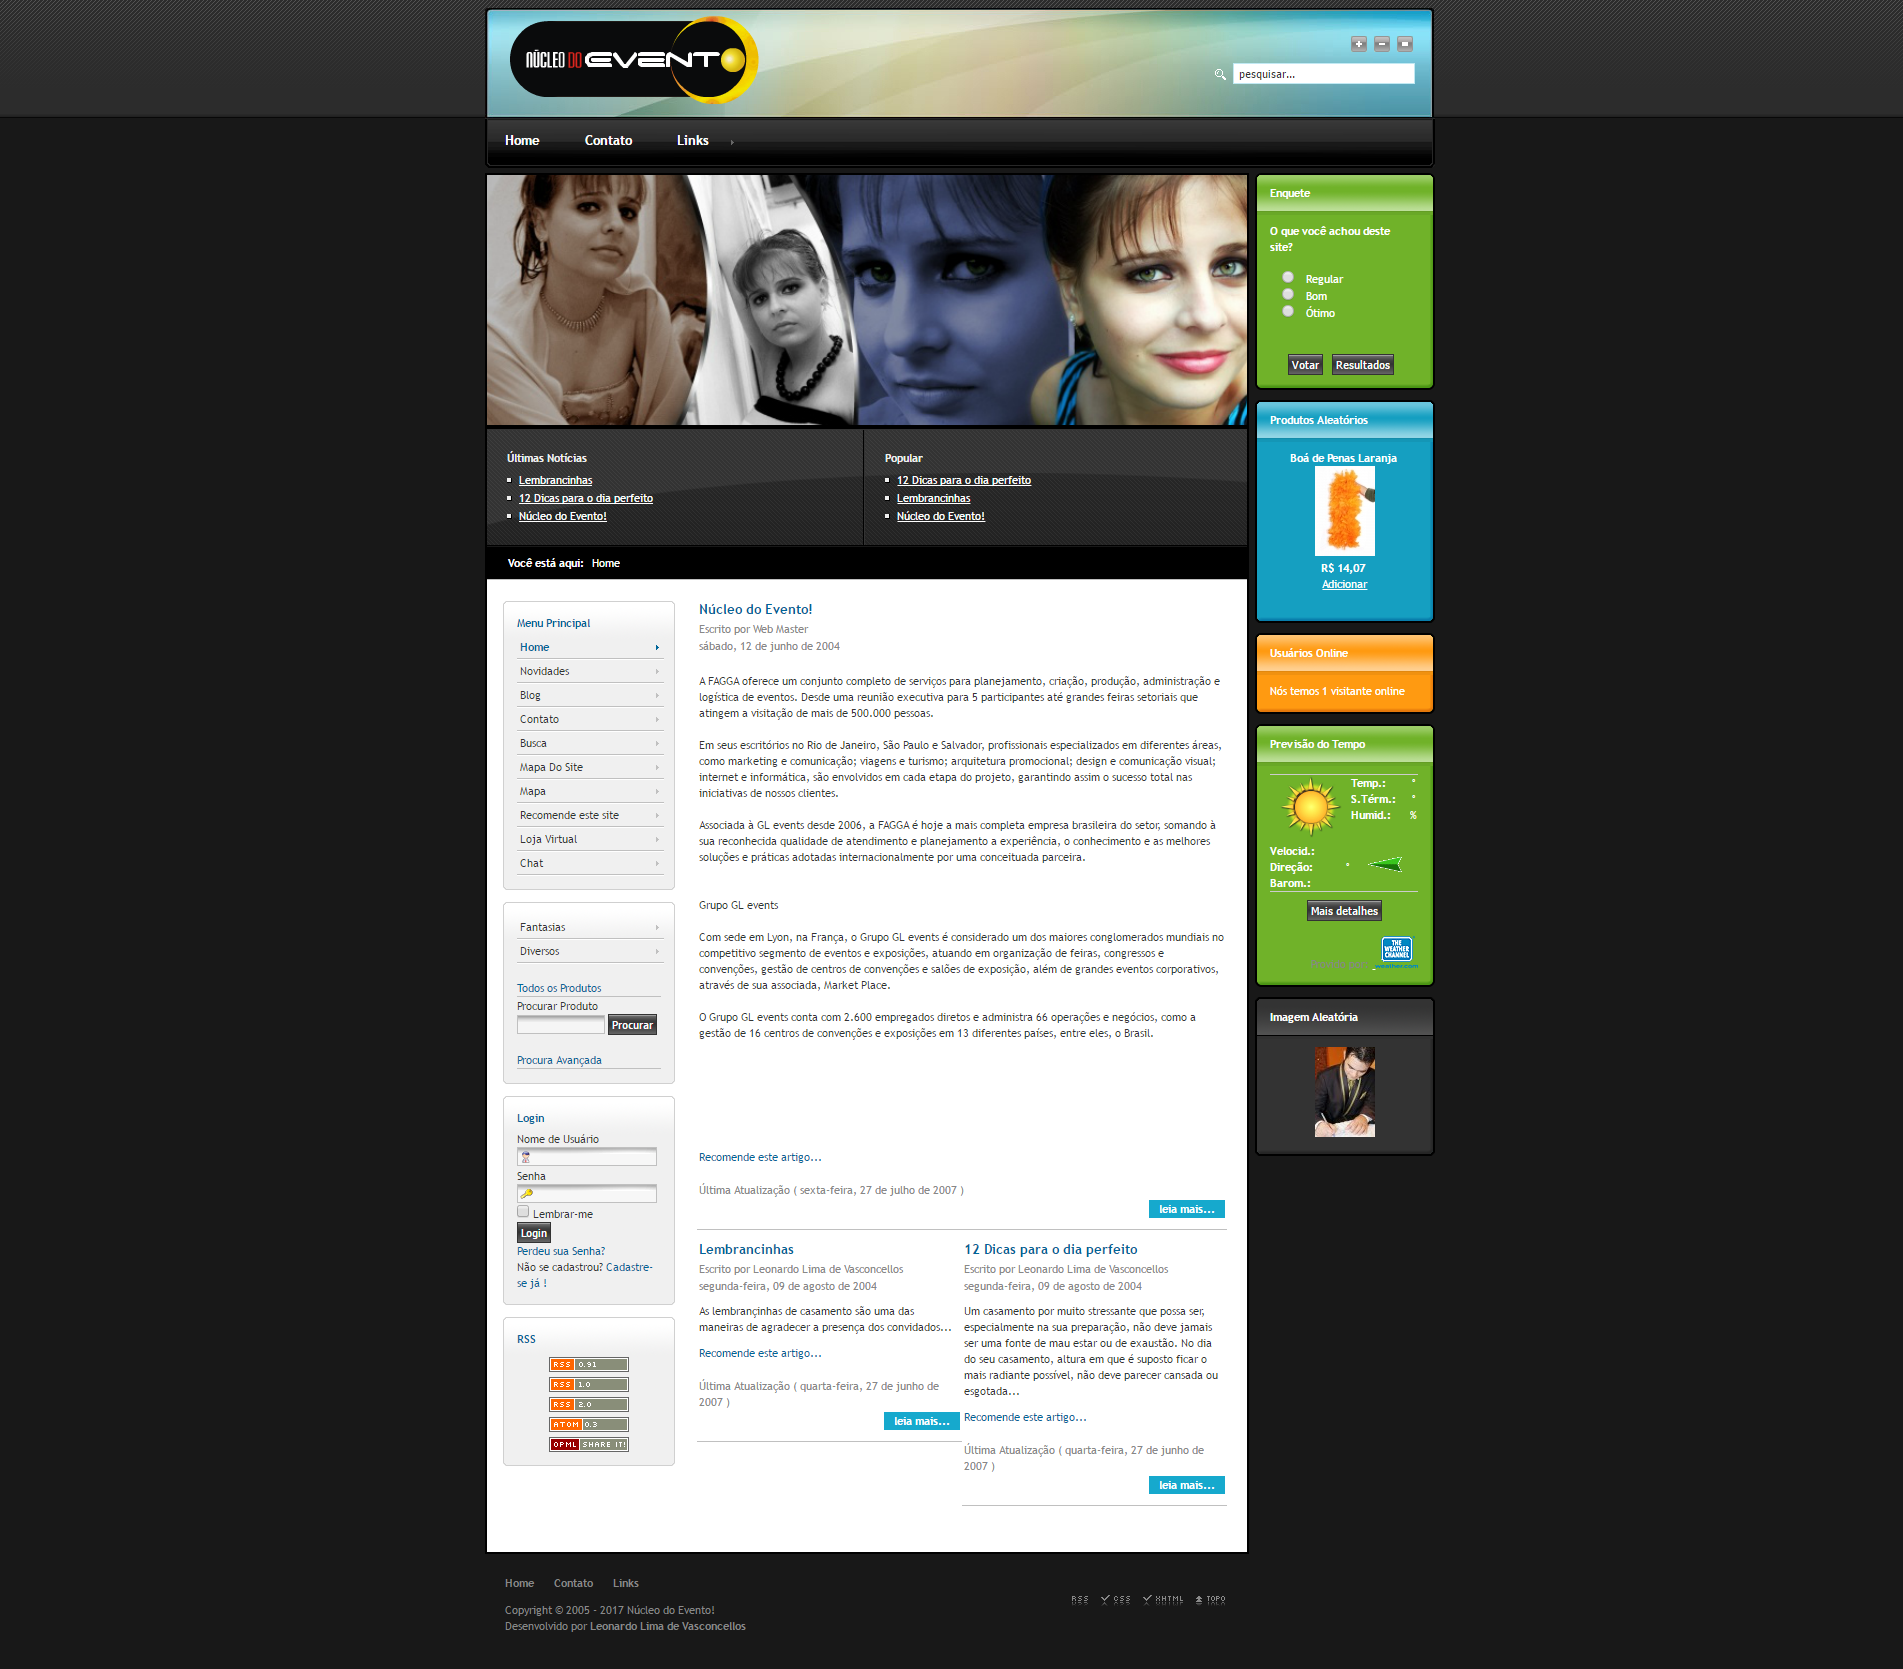 NÚCLEO DO EVENTO
pesquisar...
Home
Contato
Links
Últimas Notícias
Lembrancinhas
12 Dicas para o dia perfeito
Núcleo do Evento!
Popular
12 Dicas para o dia perfeito
Lembrancinhas
Núcleo do Evento!
Você está aqui: Home
Menu Principal
Home
Novidades
Blog
Contato
Busca
Mapa Do Site
Mapa
Recomende este site
Loja Virtual
Chat
Fantasias
Diversos
Todos os Produtos
Procurar Produto
Procurar
Procura Avançada
Login
Nome de Usuário
Senha
Lembrar-me
Login
Perdeu sua Senha?
Não se cadastrou? Cadastre-
se já !
RSS
RSS 0.91
RSS 1.0
RSS 2.0
ATOM 0.3
OPML SHARE IT!
Núcleo do Evento!
Escrito por Web Master
sábado, 12 de junho de 2004
A FAGGA oferece um conjunto completo de serviços para planejamento, criação, produção, administração e
logística de eventos. Desde uma reunião executiva para 5 participantes até grandes feiras setoriais que
atingem a visitação de mais de 500.000 pessoas.
Em seus escritórios no Rio de Janeiro, São Paulo e Salvador, profissionais especializados em diferentes áreas,
como marketing e comunicação; viagens e turismo; arquitetura promocional; design e comunicação visual;
internet e informática, são envolvidos em cada etapa do projeto, garantindo assim o sucesso total nas
iniciativas de nossos clientes.
Associada à GL events desde 2006, a FAGGA é hoje a mais completa empresa brasileira do setor, somando à
sua reconhecida qualidade de atendimento e planejamento a experiência, o conhecimento e as melhores
soluções e práticas adotadas internacionalmente por uma conceituada parceira.
Grupo GL events
Com sede em Lyon, na França, o Grupo GL events é considerado um dos maiores conglomerados mundiais no
competitivo segmento de eventos e exposições, atuando em organização de feiras, congressos e
convenções, gestão de centros de convenções e salões de exposição, além de grandes eventos corporativos,
através de sua associada, Market Place.
O Grupo GL events conta com 2.600 empregados diretos e administra 66 operações e negócios, como a
gestão de 16 centros de convenções e exposições em 13 diferentes países, entre eles, o Brasil.
Recomende este artigo...
Última Atualização ( sexta-feira, 27 de julho de 2007 )
leia mais...
Lembrancinhas
Escrito por Leonardo Lima de Vasconcellos
segunda-feira, 09 de agosto de 2004
As lembrançinhas de casamento são uma das
maneiras de agradecer a presença dos convidados...
Recomende este artigo...
Última Atualização ( quarta-feira, 27 de junho de
2007 )
leia mais...
12 Dicas para o dia perfeito
Escrito por Leonardo Lima de Vasconcellos
segunda-feira, 09 de agosto de 2004
Um casamento por muito stressante que possa ser,
especialmente na sua preparação, não deve jamais
ser uma fonte de mau estar ou de exaustão. No dia
do seu casamento, altura em que é suposto ficar o
mais radiante possível, não deve parecer cansada ou
esgotada...
Recomende este artigo...
Última Atualização ( quarta-feira, 27 de junho de
2007 )
leia mais...
Enquete
O que você achou deste
site?
Regular
Bom
Ótimo
Votar Resultados
Produtos Aleatórios
Boá de Penas Laranja
R$ 14,07
Adicionar
Usuários Online
Nós temos 1 visitante online
Previsão do Tempo
Temp.: °
S.Térm.: °
Humid.: %
Velocid.:
Direção: °
Barom.:
Mais detalhes
THE WEATHER CHANNEL
weather.com
Imagem Aleatória
Home Contato Links
Copyright © 2005 - 2017 Núcleo do Evento!
Desenvolvido por Leonardo Lima de Vasconcellos
RSS CSS XHTML TOPO